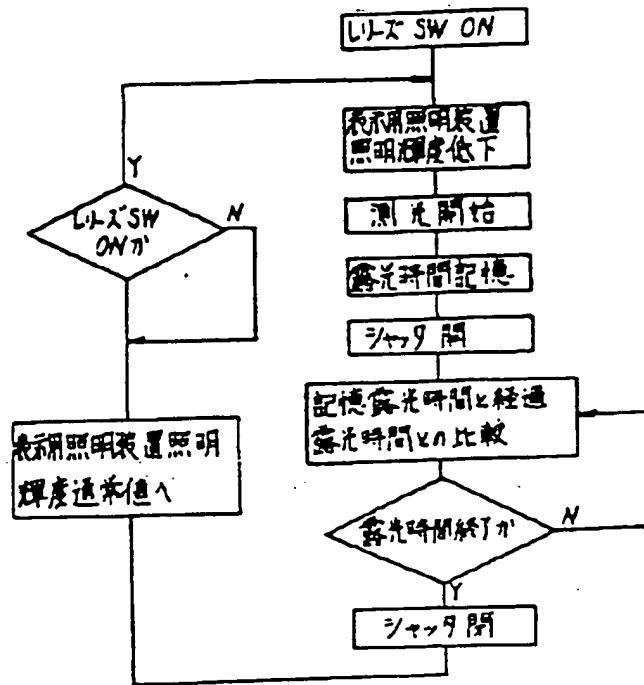 レリーズ SW ON
表示用照明装置
照明輝度低下
測光開始
露光時間記憶
シャッタ開
記憶露光時間と経過
露光時間との比較
露光時間終了か
N
Y
シャッタ閉
表示用照明装置照明
輝度通常値へ
レリーズSW
ONか
N
Y